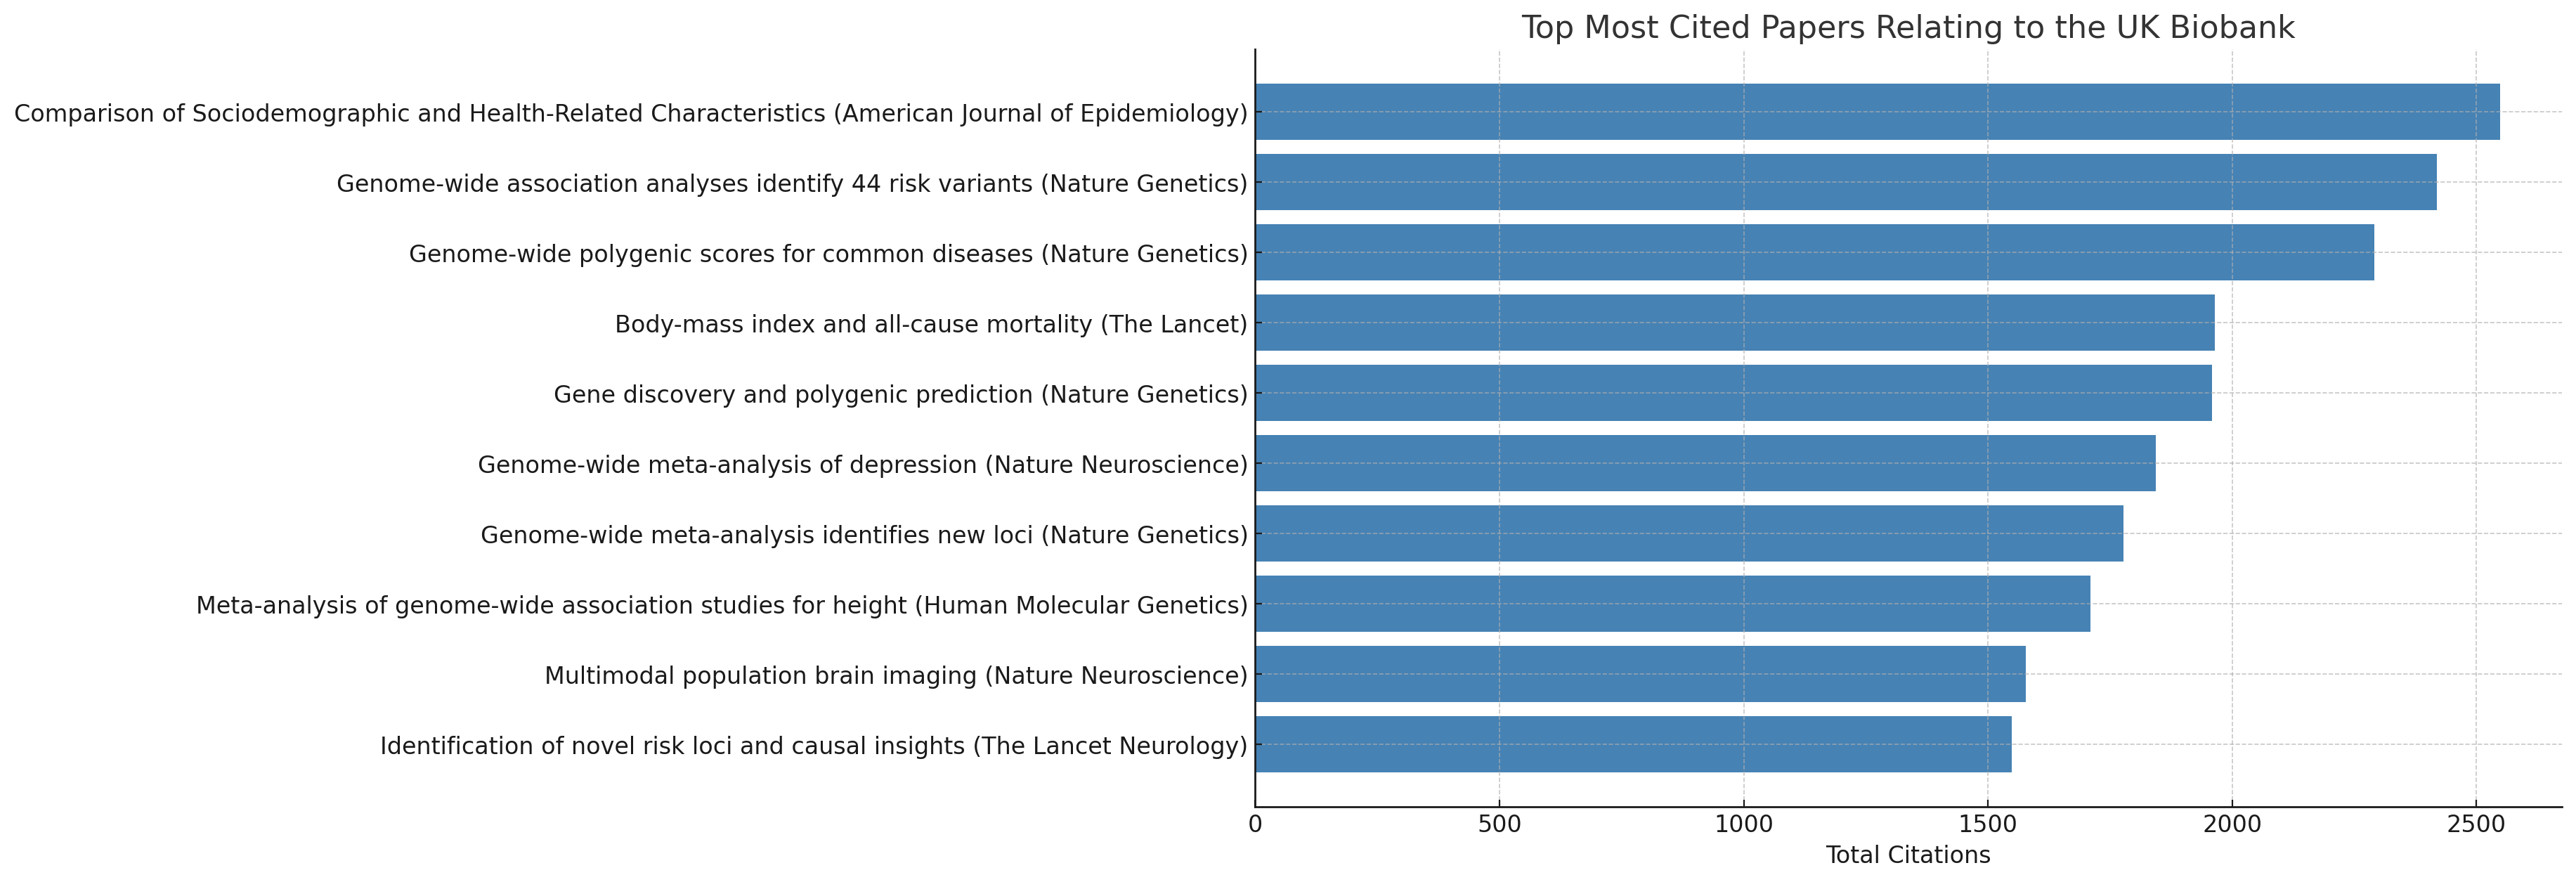 Top Most Cited Papers Relating to the UK Biobank
Comparison of Sociodemographic and Health-Related Characteristics (American Journal of Epidemiology)
Genome-wide association analyses identify 44 risk variants (Nature Genetics)
Genome-wide polygenic scores for common diseases (Nature Genetics)
Body-mass index and all-cause mortality (The Lancet)
Gene discovery and polygenic prediction (Nature Genetics)
Genome-wide meta-analysis of depression (Nature Neuroscience)
Genome-wide meta-analysis identifies new loci (Nature Genetics)
Meta-analysis of genome-wide association studies for height (Human Molecular Genetics)
Multimodal population brain imaging (Nature Neuroscience)
Identification of novel risk loci and causal insights (The Lancet Neurology)
0 500 1000 1500 2000 2500
Total Citations